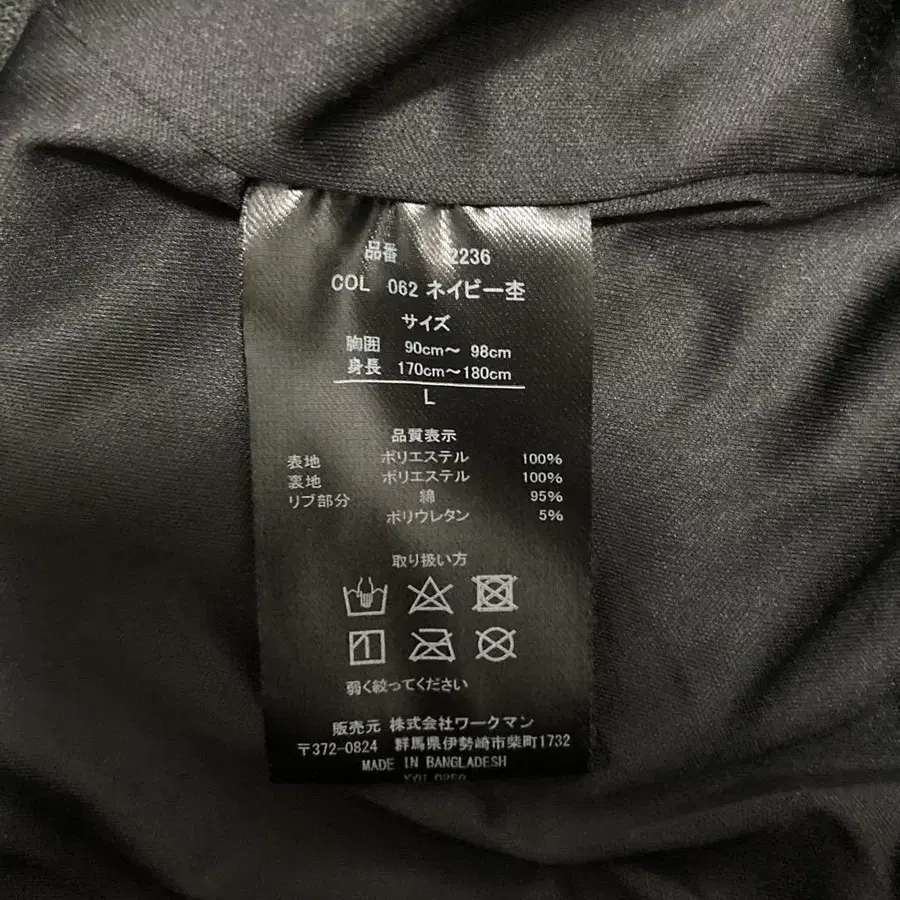 品番 2236
COL 062 ネイビー杢
サイズ
胸囲 90cm～ 98cm
身長 170cm～180cm
L
品質表示
表地 ポリエステル 100%
裏地 ポリエステル 100%
リブ部分 綿 95%
ポリウレタン 5%
取り扱い方
弱く絞ってください
販売元 株式会社ワークマン
〒372-0824 群馬県伊勢崎市柴町1732
MADE IN BANGLADESH